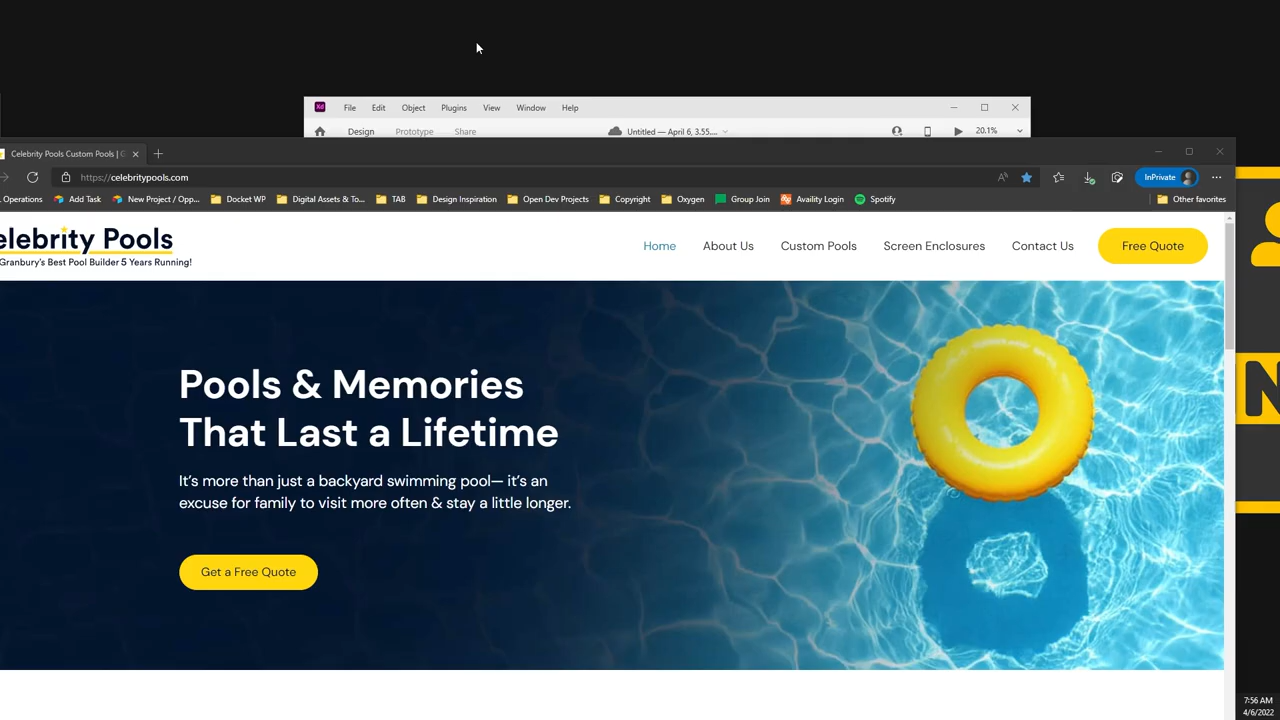 File Edit Object Plugins View Window Help
Design Prototype Share Untitled — April 6, 3.55.... 20.1%
Celebrity Pools Custom Pools | G
https://celebritypools.com InPrivate
Operations Add Task New Project / Opp... Docket WP Digital Assets & To... TAB Design Inspiration Open Dev Projects Copyright Oxygen Group Join Availity Login Spotify Other favorites
elebrity Pools
Granbury's Best Pool Builder 5 Years Running!
Home About Us Custom Pools Screen Enclosures Contact Us Free Quote
Pools & Memories
That Last a Lifetime
It's more than just a backyard swimming pool— it's an
excuse for family to visit more often & stay a little longer.
Get a Free Quote
N
7:56 AM
4/6/2022